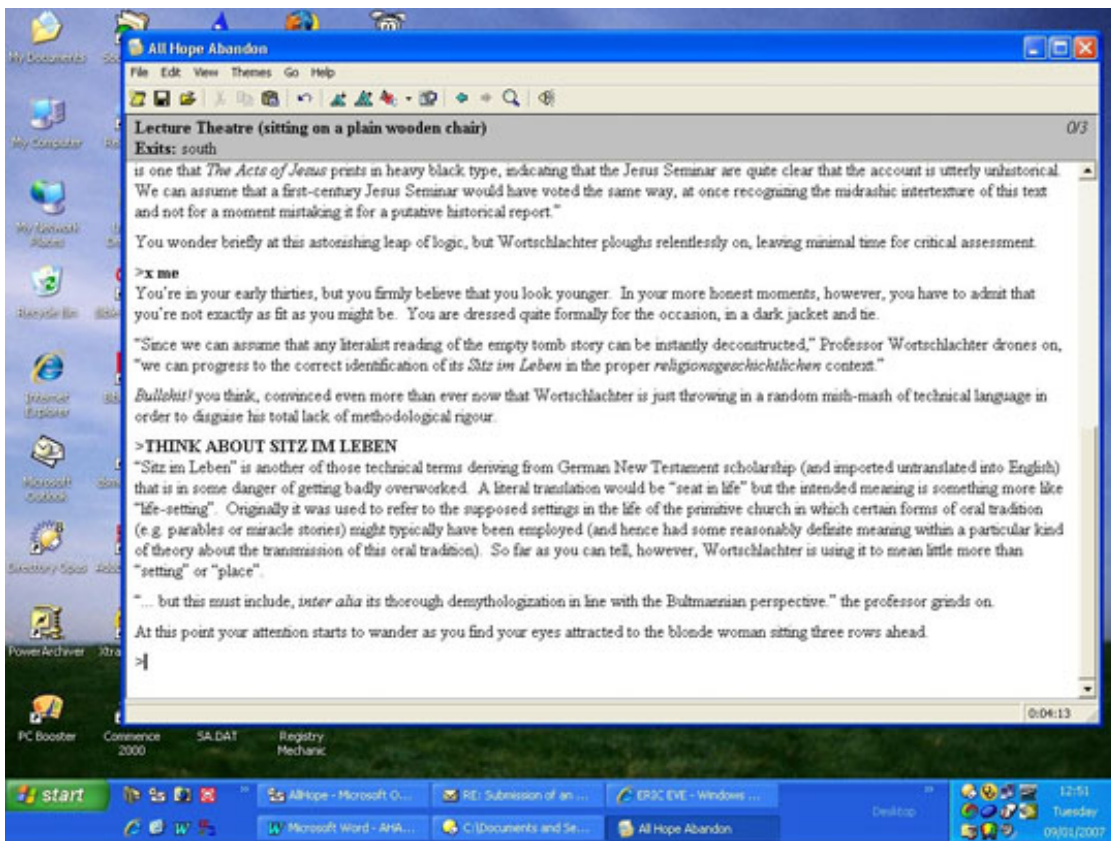 My Documents
All Hope Abandon
File Edit View Themes Go Help
My Computer
Lecture Theatre (sitting on a plain wooden chair) 0/3
Exits: south
is one that The Acts of Jesus prints in heavy black type, indicating that the Jesus Seminar are quite clear that the account is utterly unhistorical.
We can assume that a first-century Jesus Seminar would have voted the same way, at once recognizing the midrashic intertexture of this text
and not for a moment mistaking it for a putative historical report."
My Network
Places
You wonder briefly at this astonishing leap of logic, but Wortschlachter ploughs relentlessly on, leaving minimal time for critical assessment.
>x me
You're in your early thirties, but you firmly believe that you look younger. In your more honest moments, however, you have to admit that
you're not exactly as fit as you might be. You are dressed quite formally for the occasion, in a dark jacket and tie.
Recycle Bin
"Since we can assume that any literalist reading of the empty tomb story can be instantly deconstructed," Professor Wortschlachter drones on,
"we can progress to the correct identification of its Sitz im Leben in the proper religionsgeschichtlichen context."
Internet
Explorer
Bullshit! you think, convinced even more than ever now that Wortschlachter is just throwing in a random mish-mash of technical language in
order to disguise his total lack of methodological rigour.
>THINK ABOUT SITZ IM LEBEN
"Sitz im Leben" is another of those technical terms deriving from German New Testament scholarship (and imported untranslated into English)
that is in some danger of getting badly overworked. A literal translation would be "seat in life" but the intended meaning is something more like
"life-setting". Originally it was used to refer to the supposed settings in the life of the primitive church in which certain forms of oral tradition
(e.g. parables or miracle stories) might typically have been employed (and hence had some reasonably definite meaning within a particular kind
of theory about the transmission of this oral tradition). So far as you can tell, however, Wortschlachter is using it to mean little more than
"setting" or "place".
Microsoft
Outlook
Directory Opus
"... but this must include, inter alia its thorough demythologization in line with the Bultmannian perspective." the professor grinds on.
At this point your attention starts to wander as you find your eyes attracted to the blonde woman sitting three rows ahead.
>
PowerArchiver Xtra
0:04:13
PC Booster
Commence
2000
SA.DAT
Registry
Mechanic
start
AllHope - Microsoft O...
RE: Submission of an ...
ERIC EVE - Windows ...
Desktop
12:51
Tuesday
09/01/2007
Microsoft Word - AHA...
C:\Documents and Se...
All Hope Abandon